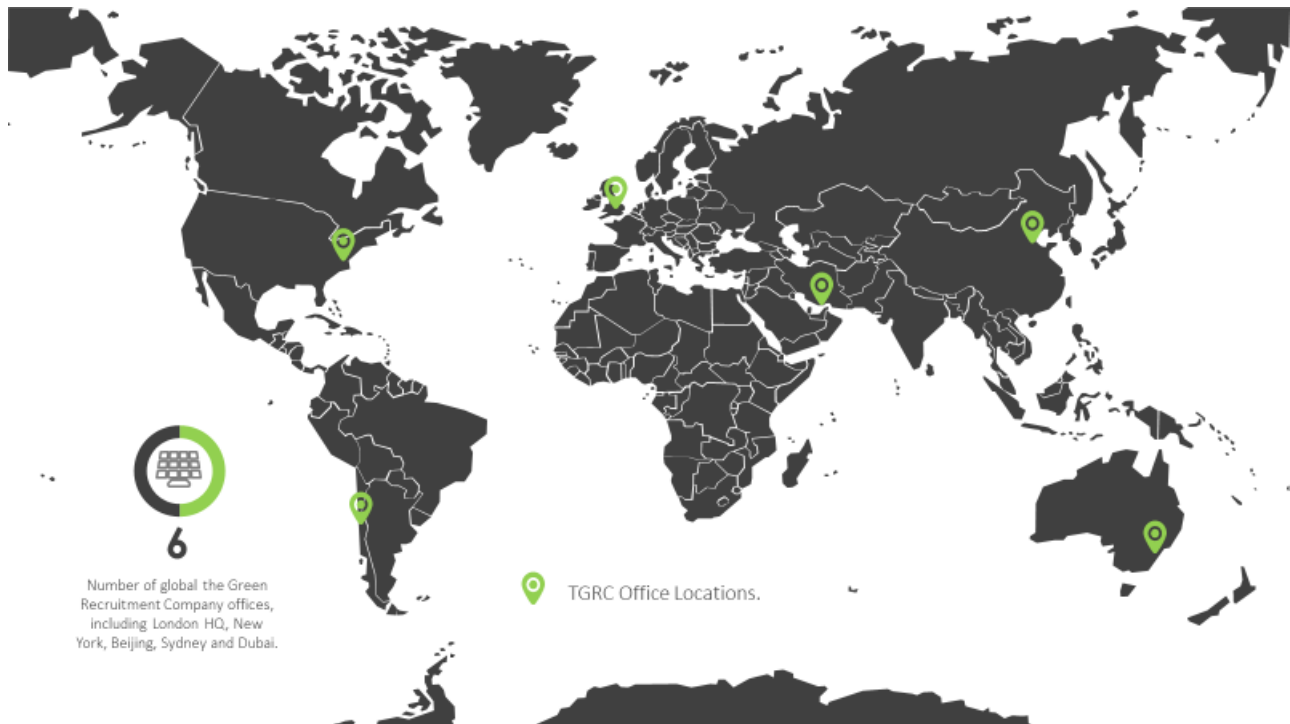 6
Number of global the Green
Recruitment Company offices,
including London HQ, New
York, Beijing, Sydney and Dubai.
TGRC Office Locations.